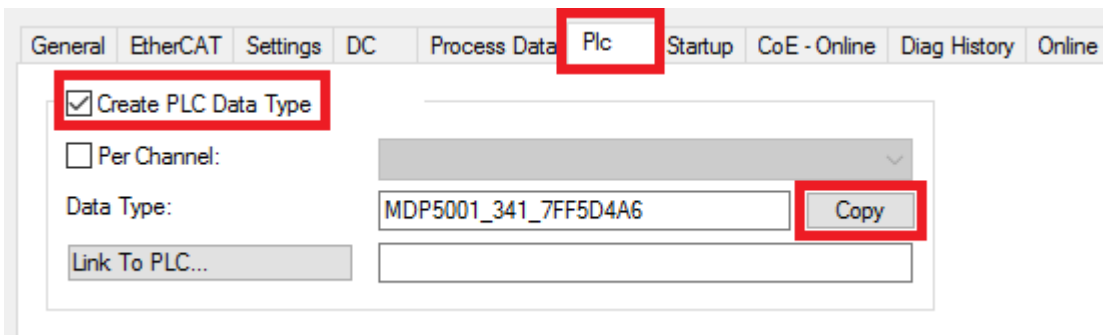 General EtherCAT Settings DC Process Data Plc Startup CoE - Online Diag History Online
Create PLC Data Type
Per Channel:
Data Type: MDP5001_341_7FF5D4A6 Copy
Link To PLC...